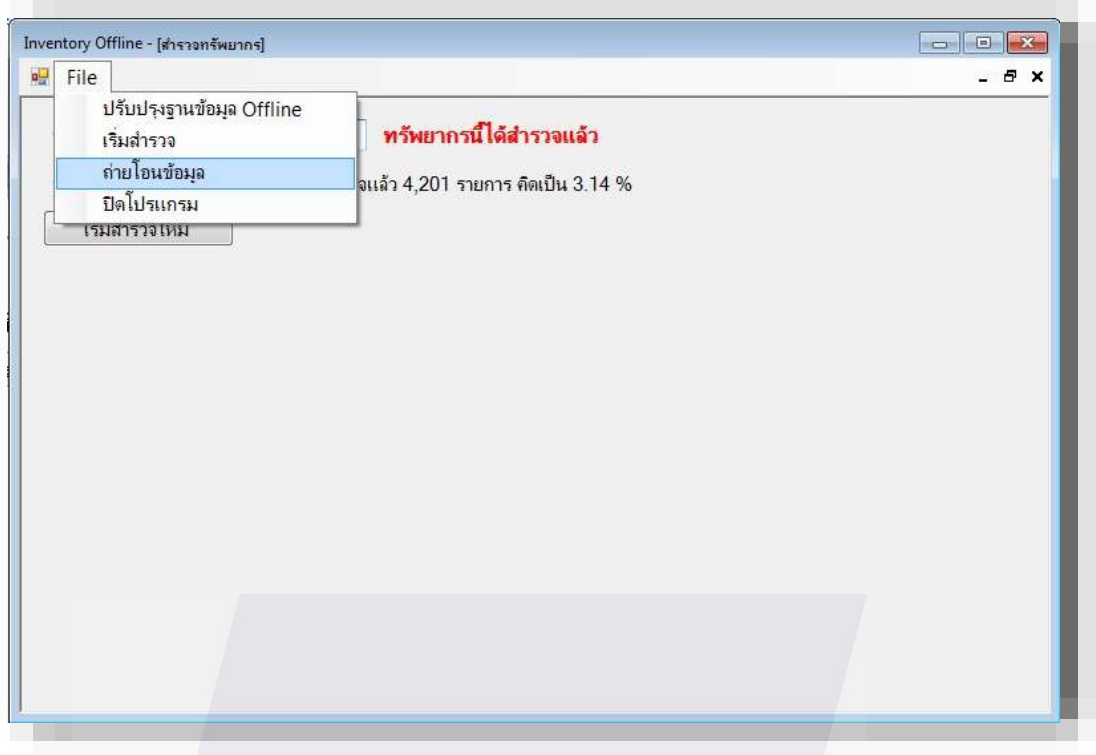 Inventory Offline - [สำรวจทรัพยากร]
File
ปรับปรุงฐานข้อมูล Offline
เริ่มสำรวจ
ถ่ายโอนข้อมูล
ปิดโปรแกรม
ทรัพยากรนี้ได้สำรวจแล้ว
แล้ว 4,201 รายการ คิดเป็น 3.14 %
เริ่มสำรวจใหม่